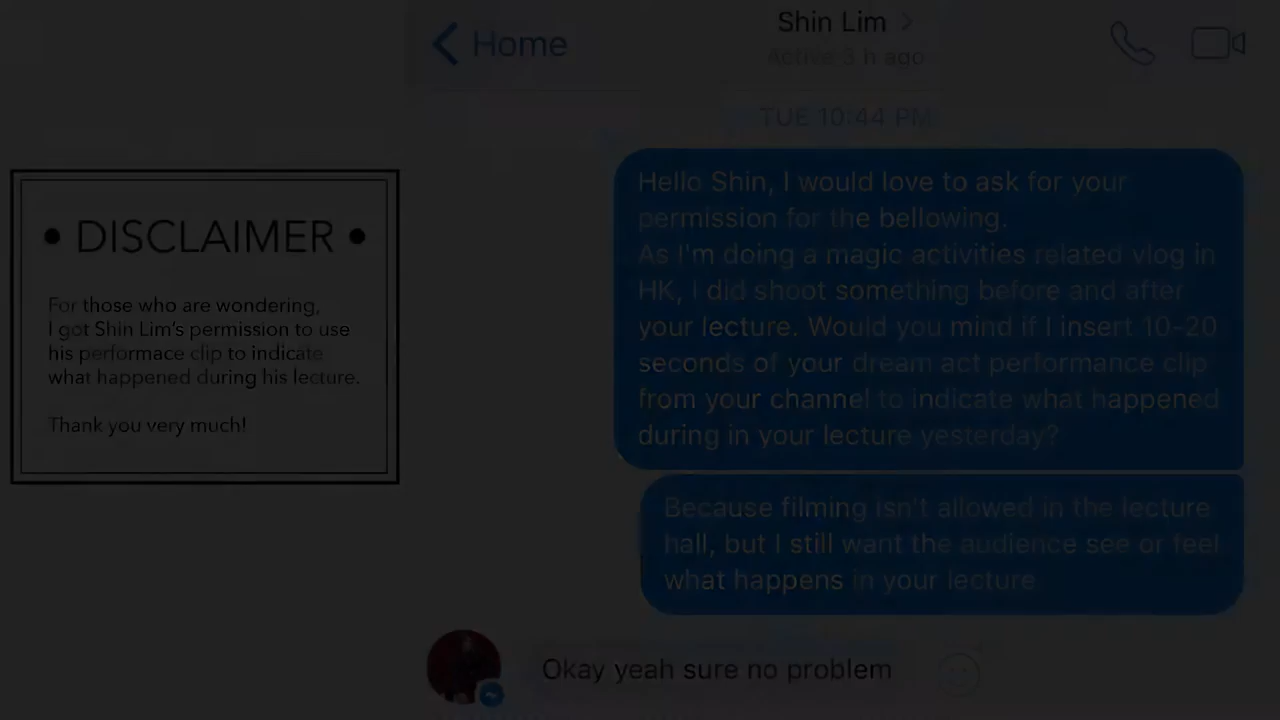 • DISCLAIMER •
For those who are wondering,
I got Shin Lim's permission to use
his performace clip to indicate
what happened during his lecture.
Thank you very much!
Home
Shin Lim
Active 3 h ago
TUE 10:44 PM
Hello Shin, I would love to ask for your
permission for the bellowing.
As I'm doing a magic activities related vlog in
HK, I did shoot something before and after
your lecture. Would you mind if I insert 10-20
seconds of your dream act performance clip
from your channel to indicate what happened
during in your lecture yesterday?
Because filming isn't allowed in the lecture
hall, but I still want the audience see or feel
what happens in your lecture
Okay yeah sure no problem